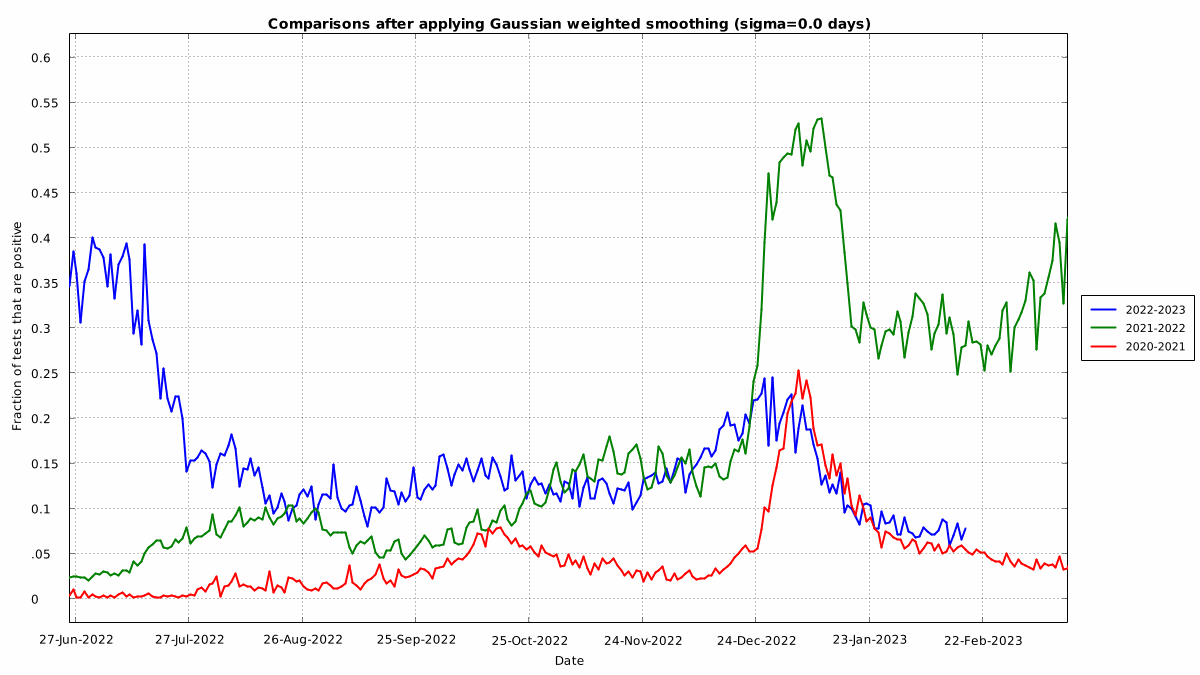 Comparisons after applying Gaussian weighted smoothing (sigma=0.0 days)
Fraction of tests that are positive
0.6
0.55
0.5
0.45
0.4
0.35
0.3
0.25
0.2
0.15
0.1
.05
0
27-Jun-2022
27-Jul-2022
26-Aug-2022
25-Sep-2022
25-Oct-2022
24-Nov-2022
24-Dec-2022
23-Jan-2023
22-Feb-2023
Date
2022-2023
2021-2022
2020-2021